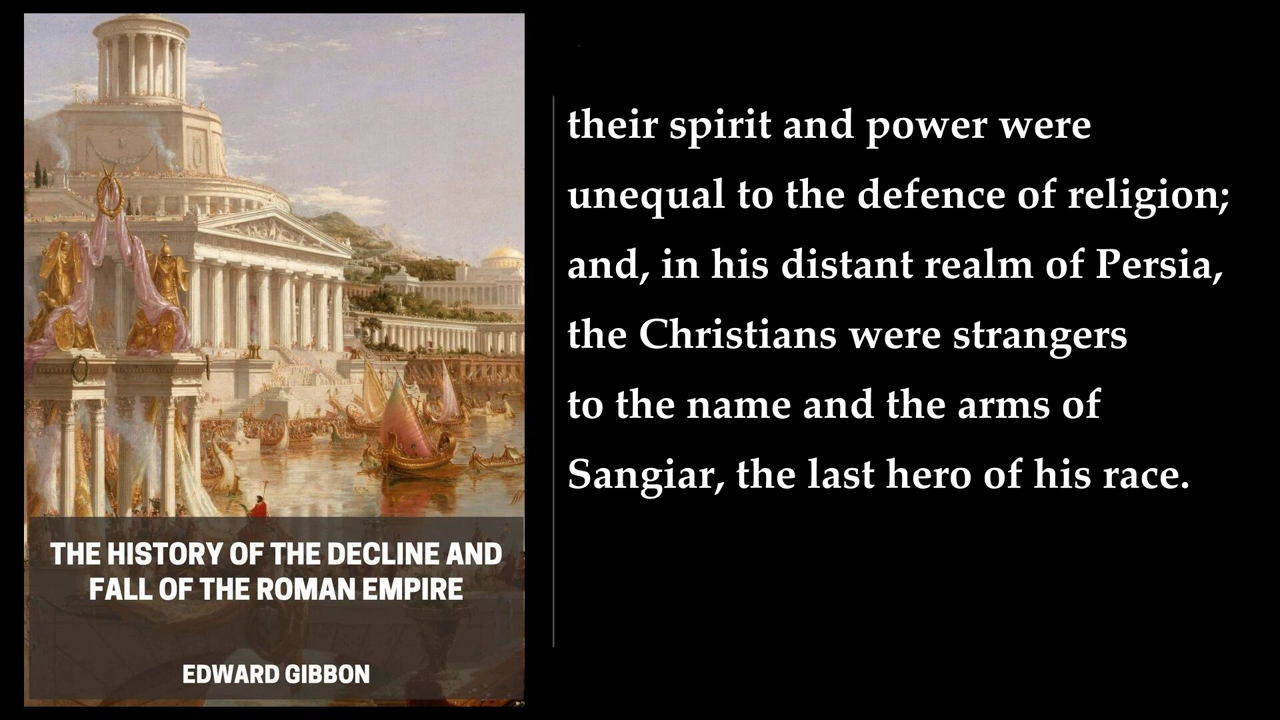 their spirit and power were
unequal to the defence of religion;
and, in his distant realm of Persia,
the Christians were strangers
to the name and the arms of
Sangiar, the last hero of his race.
THE HISTORY OF THE DECLINE AND
FALL OF THE ROMAN EMPIRE
EDWARD GIBBON